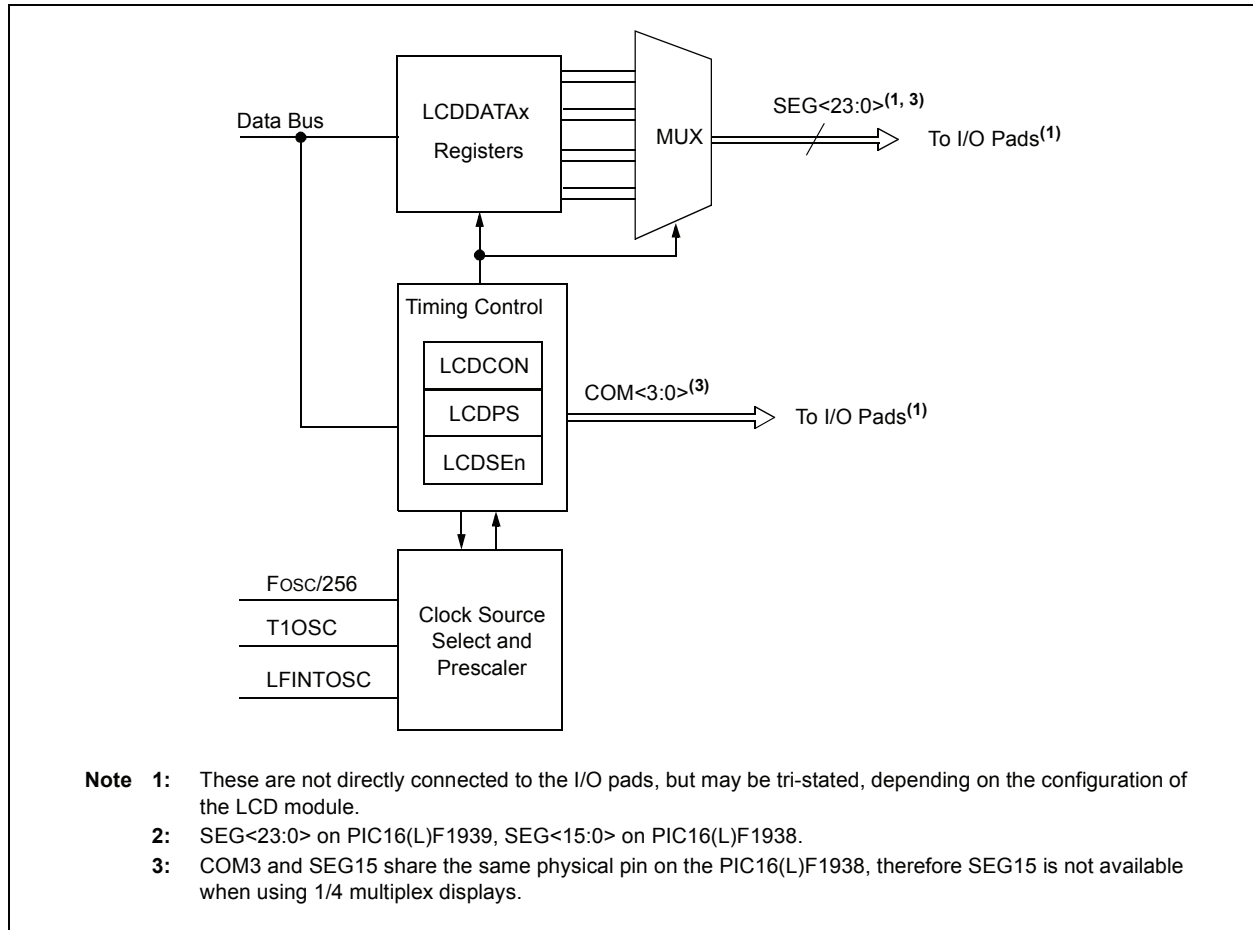 Data Bus
LCDDATAx
Registers
MUX
SEG<23:0>(1, 3)
To I/O Pads(1)
Timing Control
LCDCON
LCDPS
LCDSEn
COM<3:0>(3)
To I/O Pads(1)
FOSC/256
T1OSC
LFINTOSC
Clock Source
Select and
Prescaler
Note 1: These are not directly connected to the I/O pads, but may be tri-stated, depending on the configuration of
the LCD module.
2: SEG<23:0> on PIC16(L)F1939, SEG<15:0> on PIC16(L)F1938.
3: COM3 and SEG15 share the same physical pin on the PIC16(L)F1938, therefore SEG15 is not available
when using 1/4 multiplex displays.